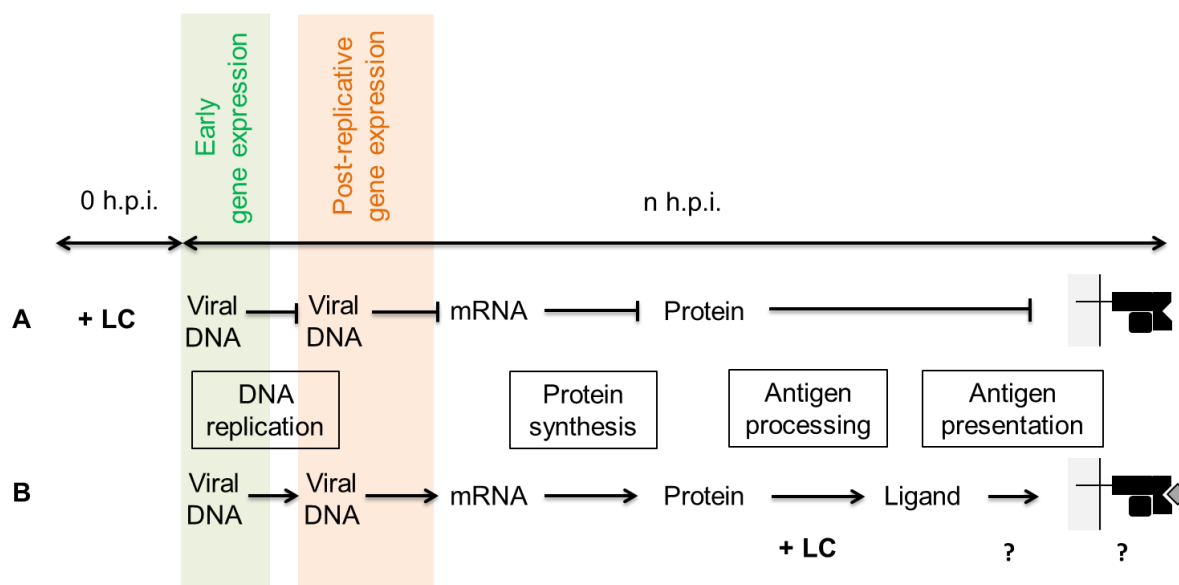 Early
gene expression
Post-replicative
gene expression
0 h.p.i.
n h.p.i.
A
+ LC
Viral
DNA
Viral
DNA
mRNA
Protein
DNA
replication
Protein
synthesis
Antigen
processing
Antigen
presentation
B
Viral
DNA
Viral
DNA
mRNA
Protein
Ligand
+ LC
?
?